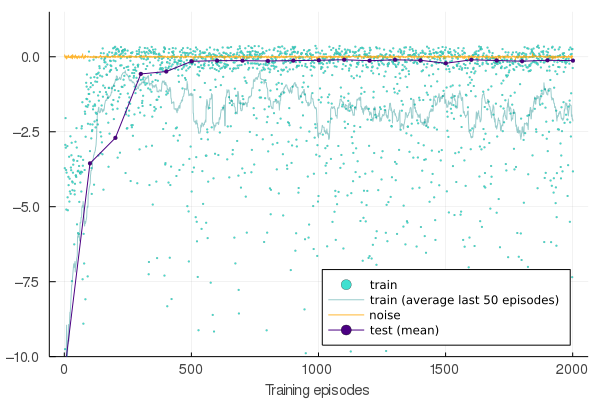 0.0
−2.5
−5.0
−7.5
−10.0
0 500 1000 1500 2000
Training episodes
train
train (average last 50 episodes)
noise
test (mean)